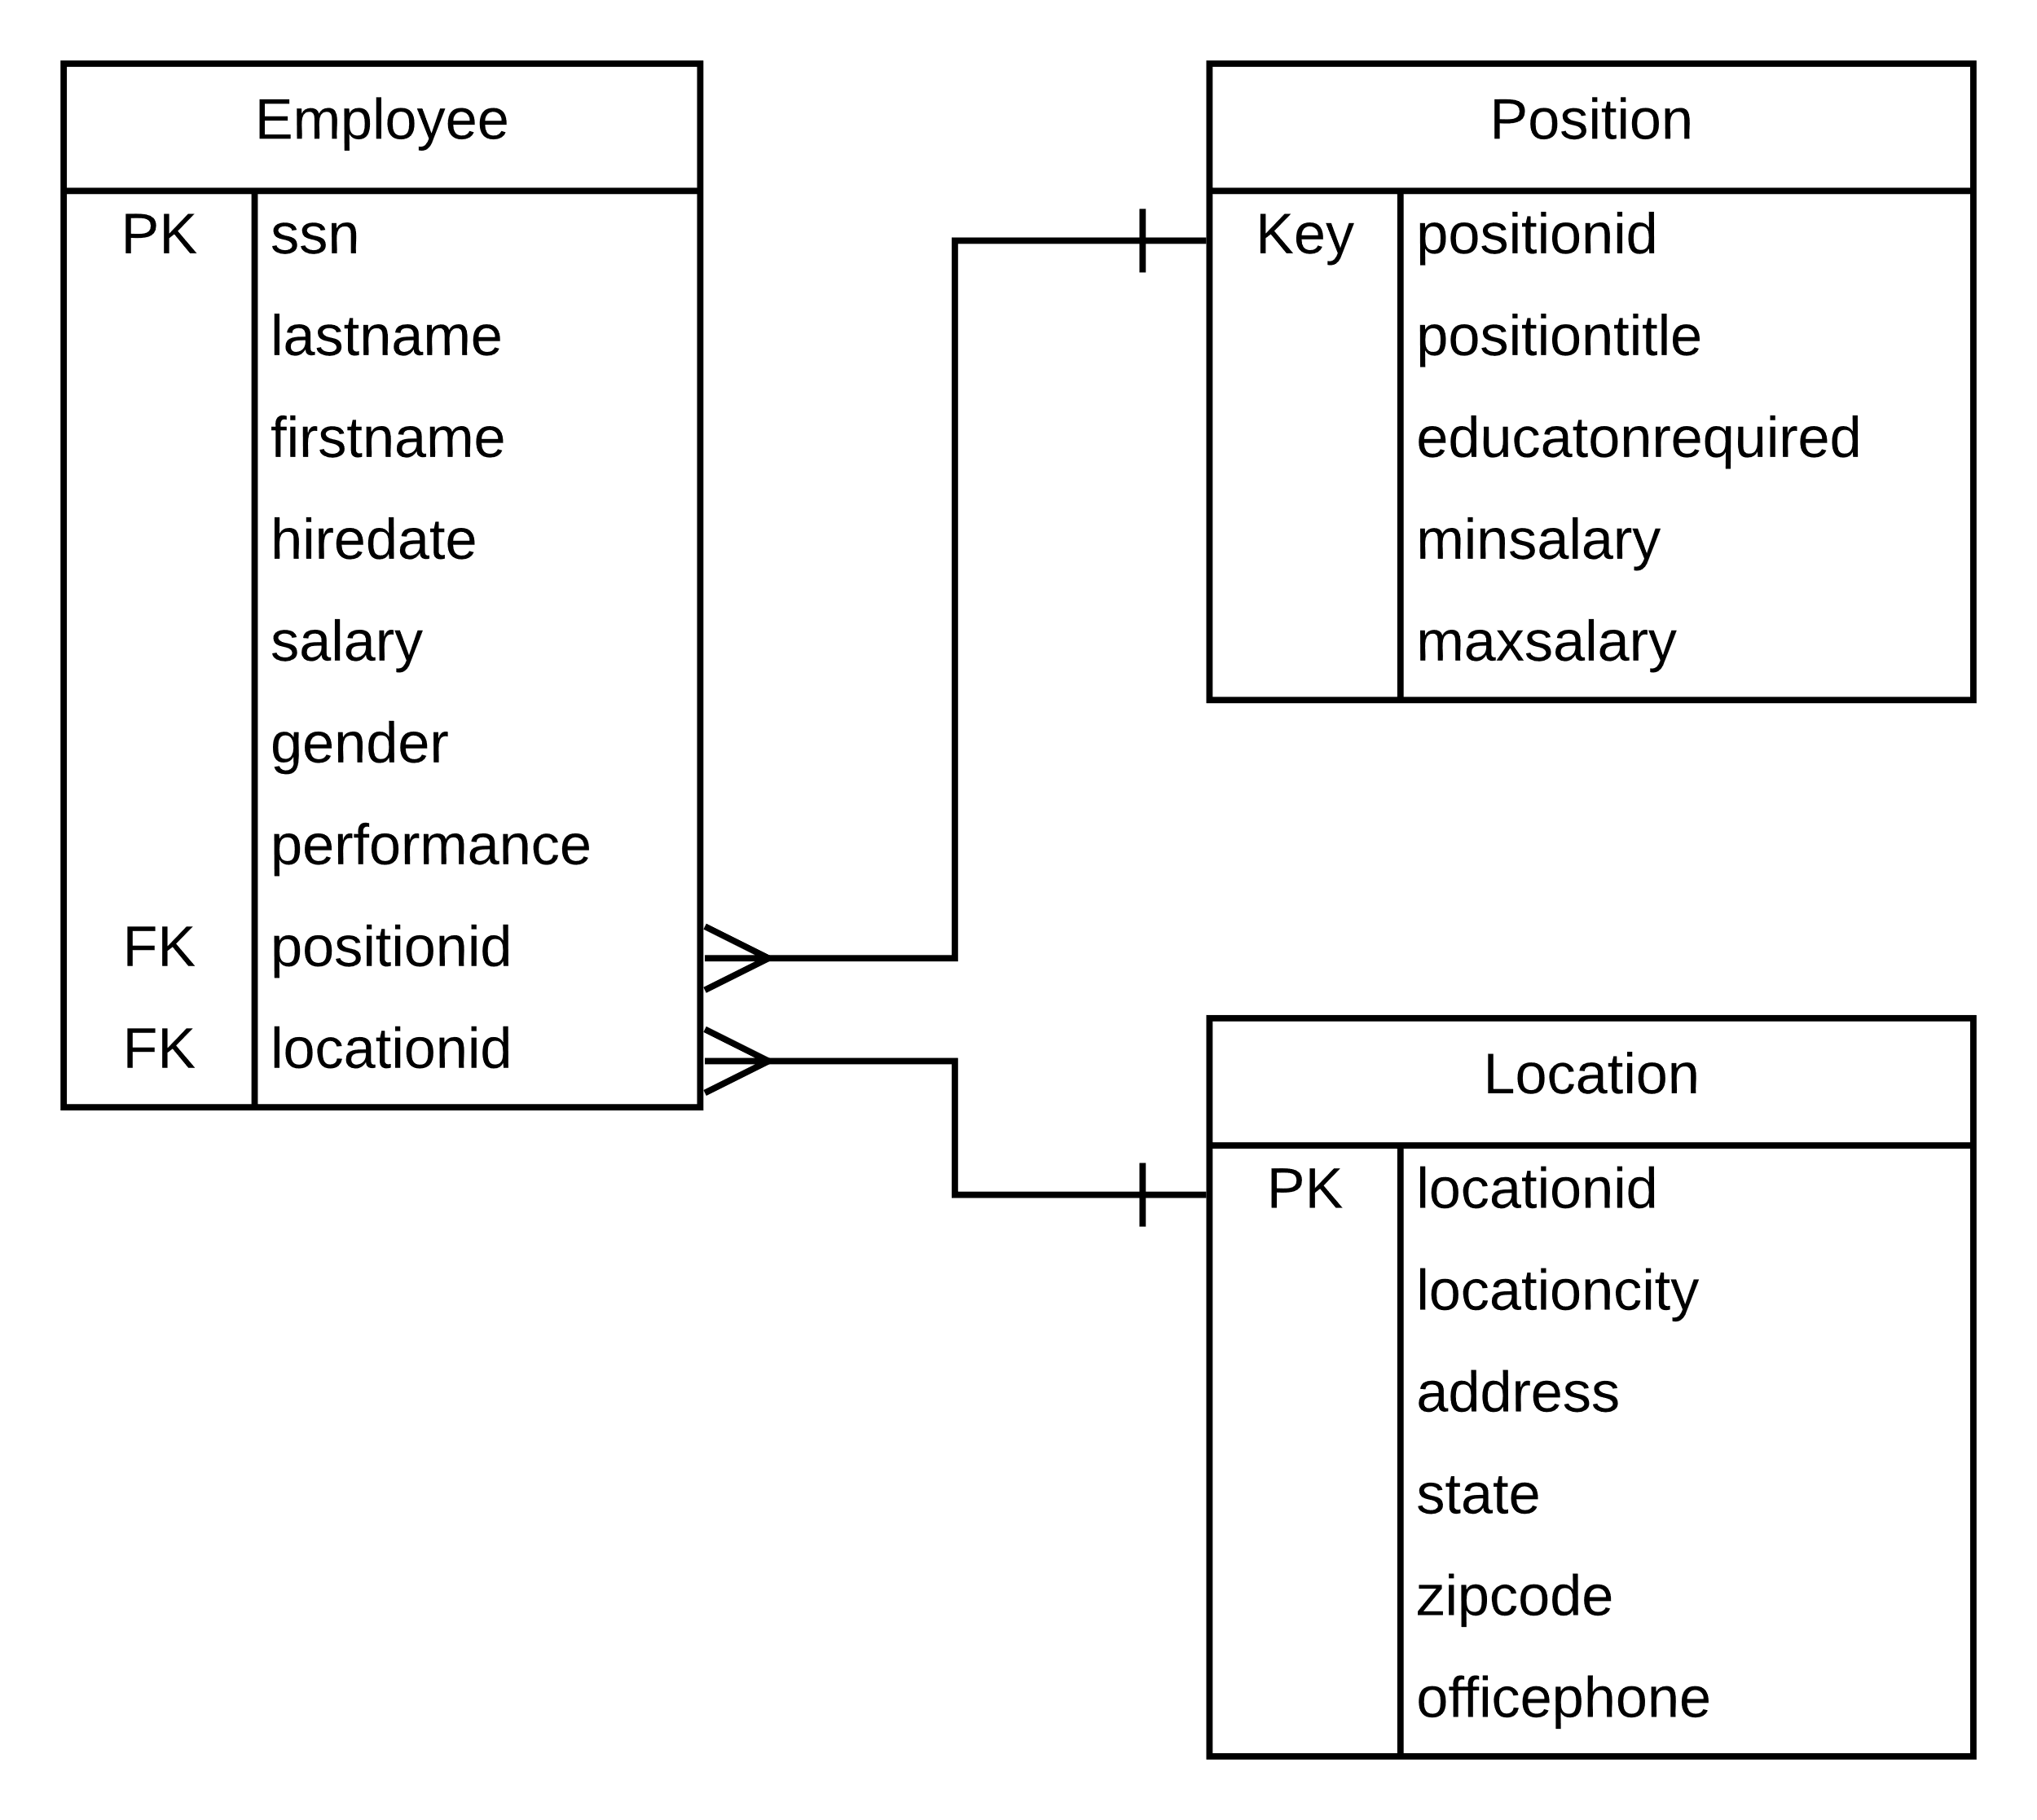 Employee
PK ssn
lastname
firstname
hiredate
salary
gender
performance
FK positionid
FK locationid
Position
Key positionid
positiontitle
educatonrequired
minsalary
maxsalary
Location
PK locationid
locationcity
address
state
zipcode
officephone